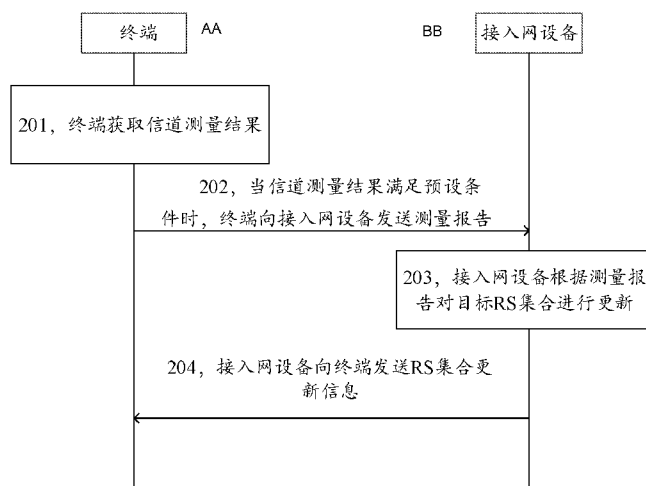 终端
AA
BB
接入网设备
201，终端获取信道测量结果
202，当信道测量结果满足预设条
件时，终端向接入网设备发送测量报告
203，接入网设备根据测量报
告对目标RS集合进行更新
204，接入网设备向终端发送RS集合更
新信息